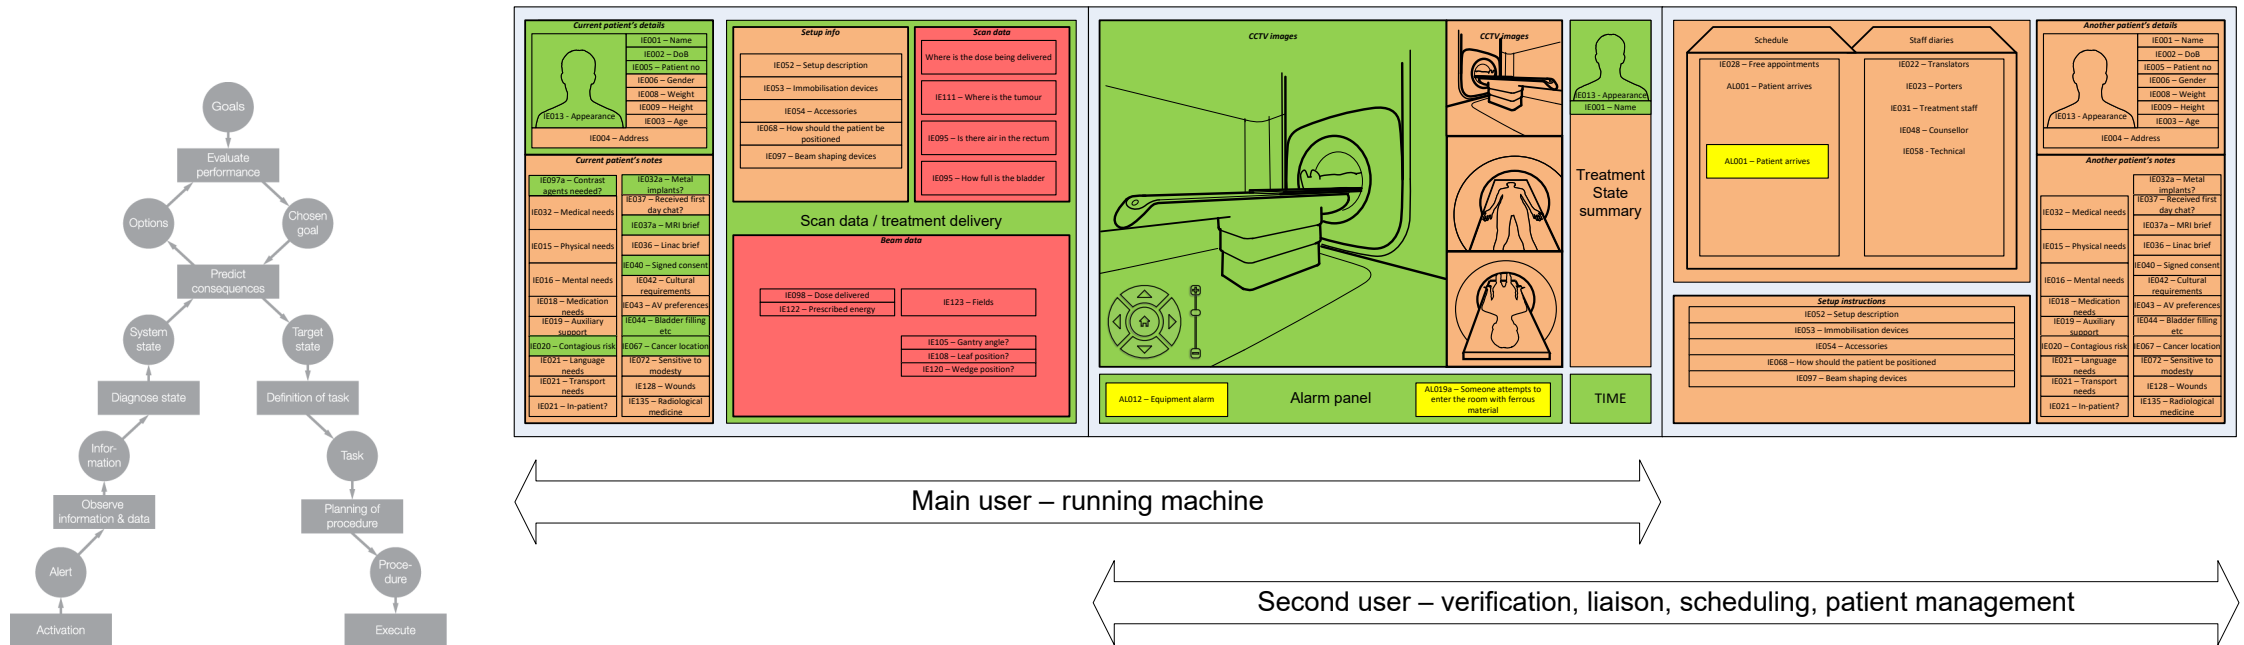 Goals
Evaluate
performance
Options
Chosen
goal
Predict
consequences
System
state
Target
state
Diagnose state
Definition of task
Infor-
mation
Task
Observe
information & data
Planning of
procedure
Alert
Proce-
dure
Activation
Execute
Current patient's details
IE013 - Appearance
IE001 – Name
IE002 – DoB
IE005 – Patient no
IE006 – Gender
IE008 – Weight
IE009 – Height
IE003 – Age
IE004 – Address
Current patient's notes
IE097a – Contrast
agents needed?
IE032 – Medical needs
IE015 – Physical needs
IE016 – Mental needs
IE018 – Medication
needs
IE019 – Auxiliary
support
IE020 – Contagious risk
IE021 – Language
needs
IE021 – Transport
needs
IE021 – In-patient?
IE032a – Metal
implants?
IE037 – Received first
day chat?
IE037a – MRI brief
IE036 – Linac brief
IE040 – Signed consent
IE042 – Cultural
requirements
IE043 – AV preferences
IE044 – Bladder filling
etc
IE067 – Cancer location
IE072 – Sensitive to
modesty
IE128 – Wounds
IE135 – Radiological
medicine
Setup info
IE052 – Setup description
IE053 – Immobilisation devices
IE054 – Accessories
IE068 – How should the patient be
positioned
IE097 – Beam shaping devices
Scan data
Where is the dose being delivered
IE111 – Where is the tumour
IE095 – Is there air in the rectum
IE095 – How full is the bladder
Scan data / treatment delivery
Beam data
IE098 – Dose delivered
IE122 – Prescribed energy
IE123 – Fields
IE105 – Gantry angle?
IE108 – Leaf position?
IE120 – Wedge position?
CCTV images
CCTV images
IE013 - Appearance
IE001 – Name
Treatment
State
summary
AL012 – Equipment alarm
Alarm panel
AL019a – Someone attempts to
enter the room with ferrous
material
TIME
Schedule
Staff diaries
IE028 – Free appointments
AL001 – Patient arrives
AL001 – Patient arrives
IE022 – Translators
IE023 – Porters
IE031 – Treatment staff
IE048 – Counsellor
IE058 - Technical
Setup instructions
IE052 – Setup description
IE053 – Immobilisation devices
IE054 – Accessories
IE068 – How should the patient be positioned
IE097 – Beam shaping devices
Another patient's details
IE013 - Appearance
IE001 – Name
IE002 – DoB
IE005 – Patient no
IE006 – Gender
IE008 – Weight
IE009 – Height
IE003 – Age
IE004 – Address
Another patient's notes
IE032 – Medical needs
IE015 – Physical needs
IE016 – Mental needs
IE018 – Medication
needs
IE019 – Auxiliary
support
IE020 – Contagious risk
IE021 – Language
needs
IE021 – Transport
needs
IE021 – In-patient?
IE032a – Metal
implants?
IE037 – Received first
day chat?
IE037a – MRI brief
IE036 – Linac brief
IE040 – Signed consent
IE042 – Cultural
requirements
IE043 – AV preferences
IE044 – Bladder filling
etc
IE067 – Cancer location
IE072 – Sensitive to
modesty
IE128 – Wounds
IE135 – Radiological
medicine
Main user – running machine
Second user – verification, liaison, scheduling, patient management